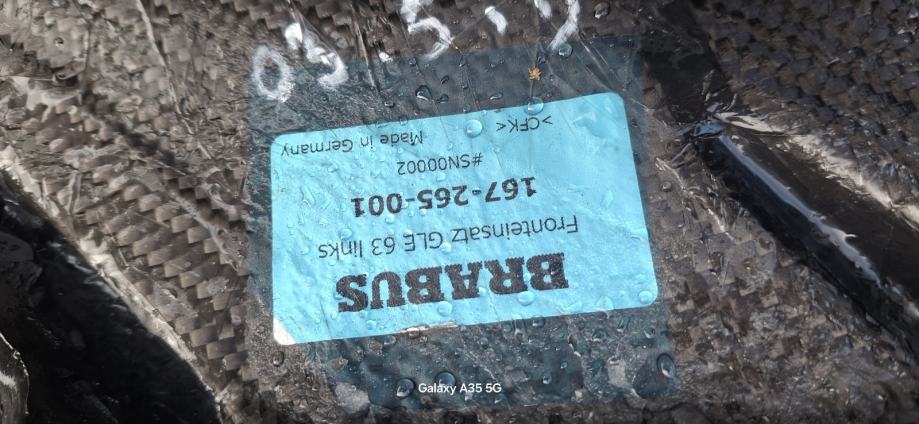 BRABUS
Fronteinsatz GLE 63 links
167-265-001
#SN00002
>CFK< Made in Germany
Galaxy A35 5G